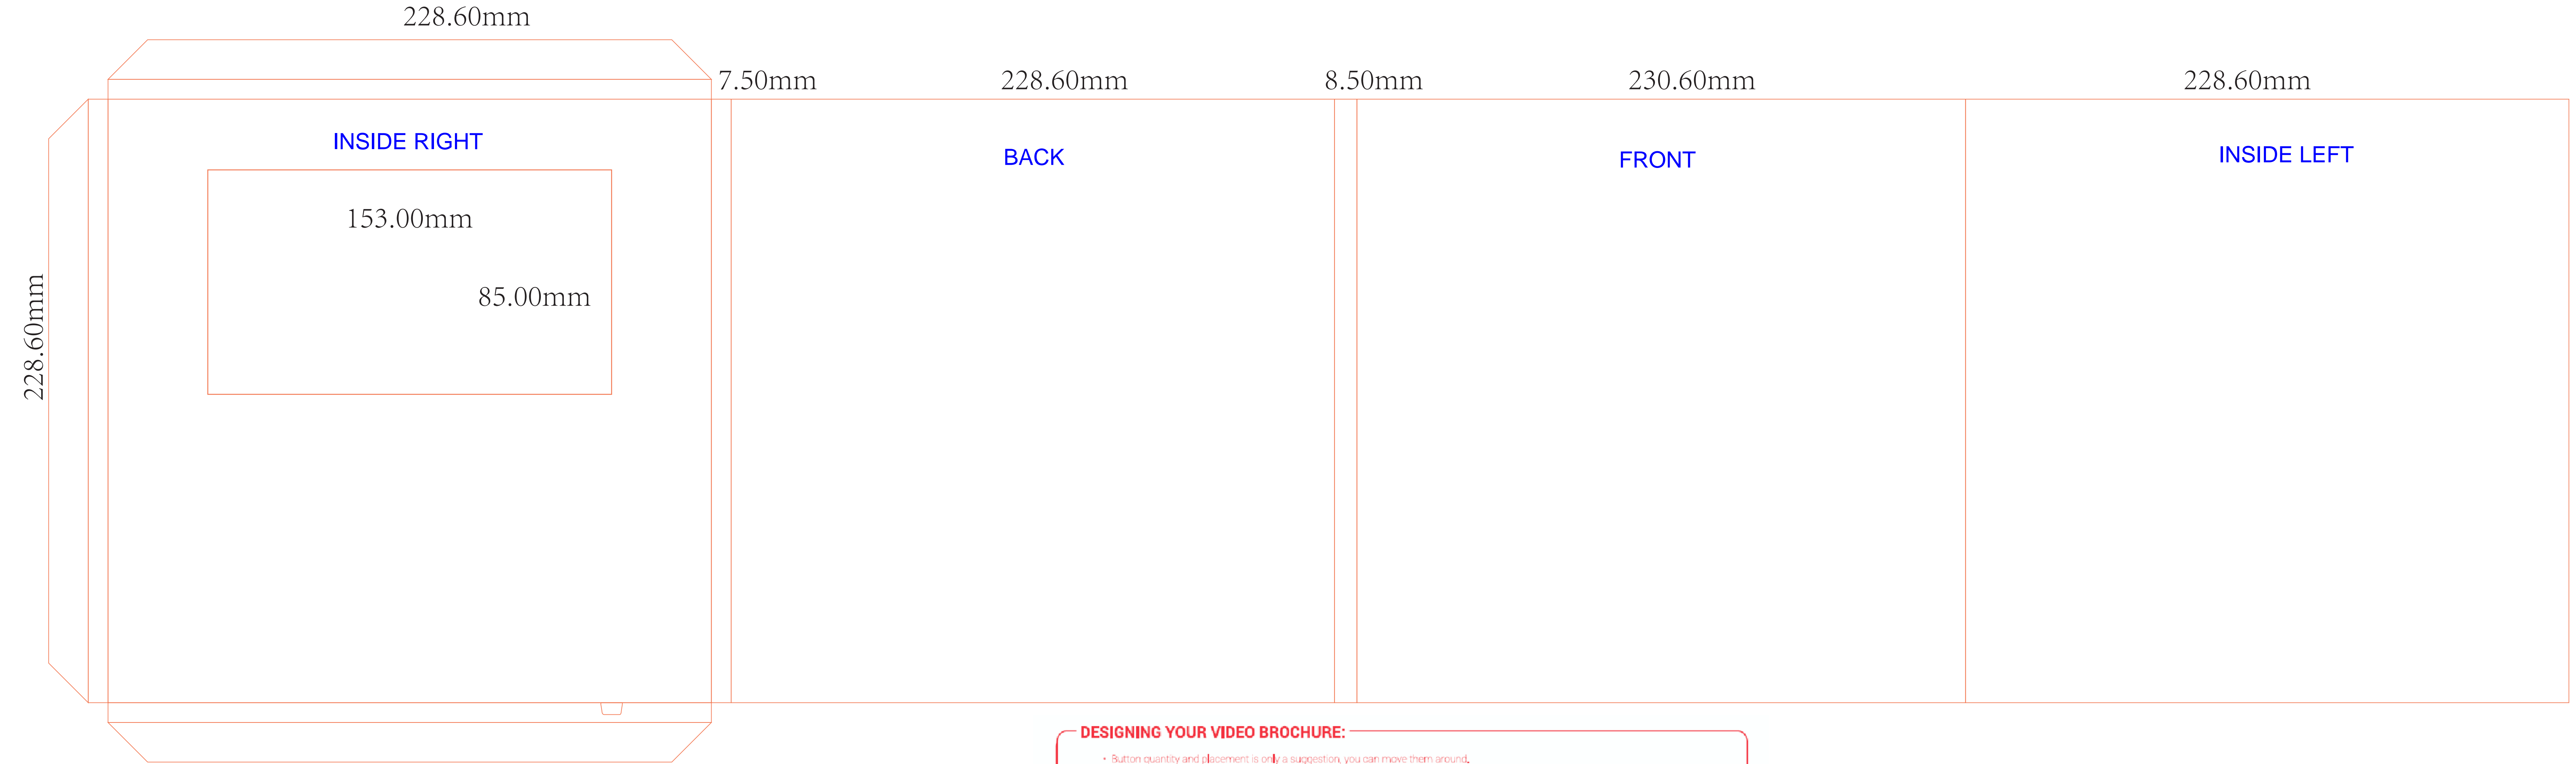 228.60mm
7.50mm
228.60mm
8.50mm
230.60mm
228.60mm
INSIDE RIGHT
BACK
FRONT
INSIDE LEFT
153.00mm
85.00mm
228.60mm
DESIGNING YOUR VIDEO BROCHURE:
• Button quantity and placement is only a suggestion, you can move them around.